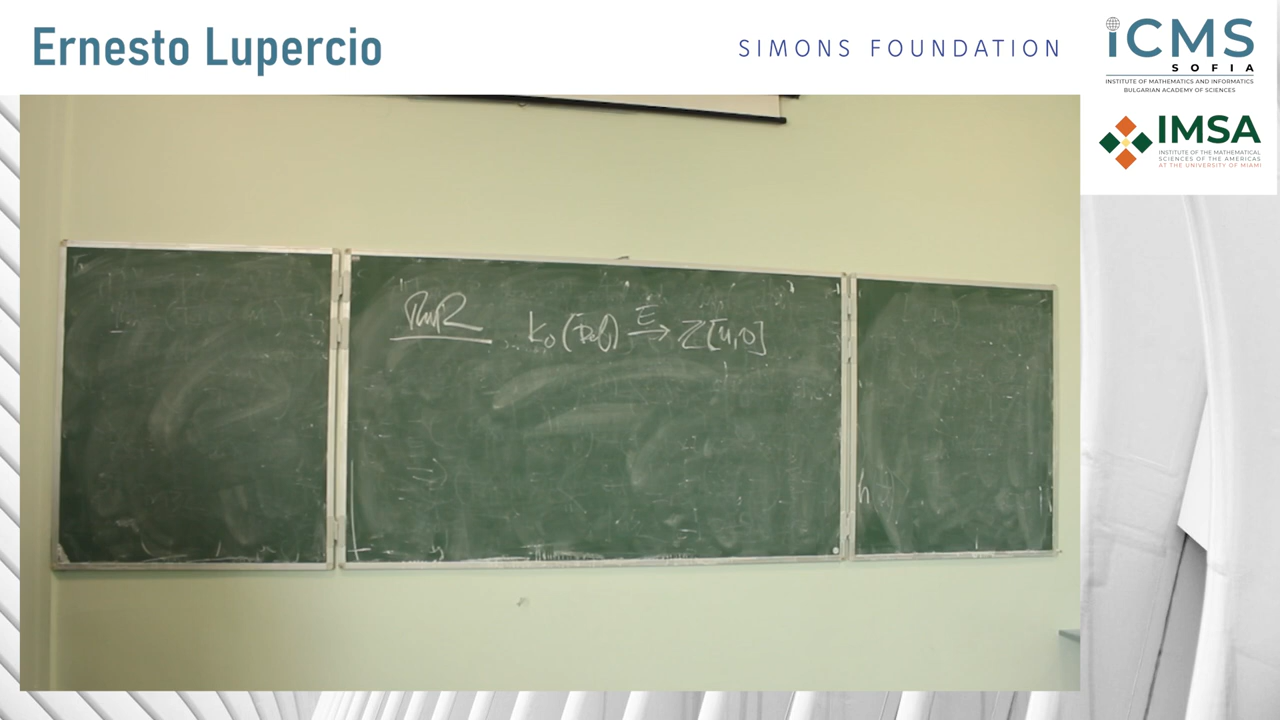 Ernesto Lupercio
SIMONS FOUNDATION
iCMS
SOFIA
INSTITUTE OF MATHEMATICS AND INFORMATICS
BULGARIAN ACADEMY OF SCIENCES
IMSA
INSTITUTE OF THE MATHEMATICAL
SCIENCES OF THE AMERICAS
AT THE UNIVERSITY OF MIAMI
K₀(Def) →ᴱ ℤ[u,v]